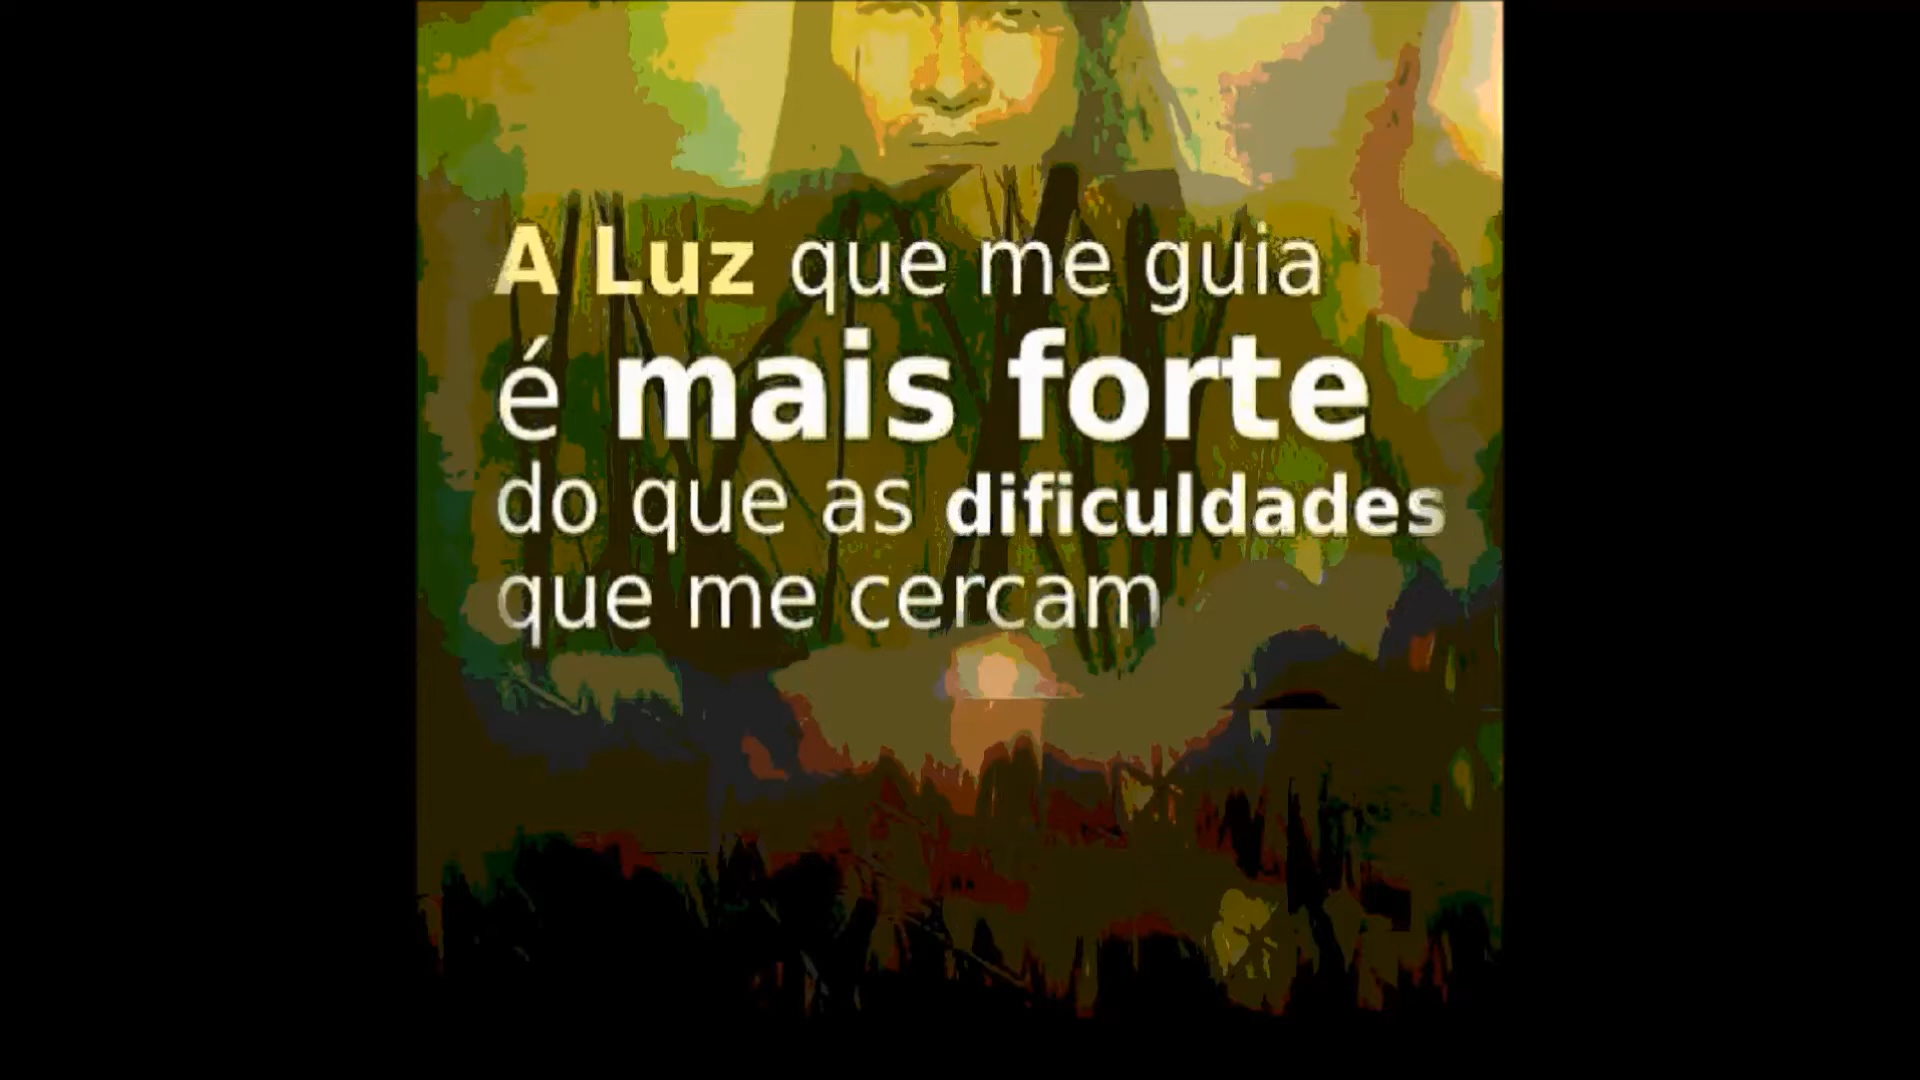 A Luz que me guia
é mais forte
do que as dificuldades
que me cercam